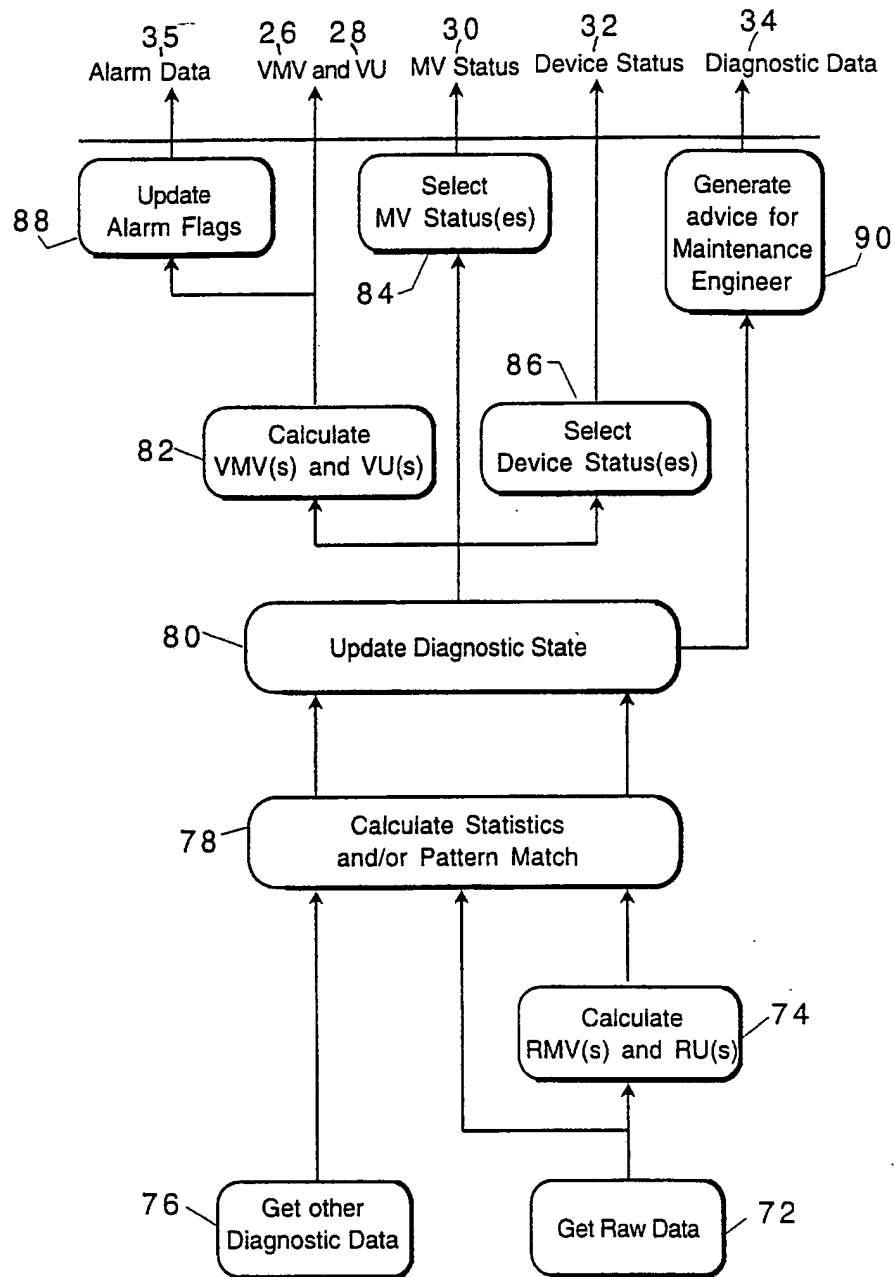 35 26 28 30 32 34
Alarm Data VMV and VU MV Status Device Status Diagnostic Data
Update
Alarm Flags
88
Select
MV Status(es)
84
Generate
advice for
Maintenance
Engineer
90
86
Calculate
VMV(s) and VU(s)
82
Select
Device Status(es)
80
Update Diagnostic State
78
Calculate Statistics
and/or Pattern Match
Calculate
RMV(s) and RU(s)
74
76
Get other
Diagnostic Data
Get Raw Data
72